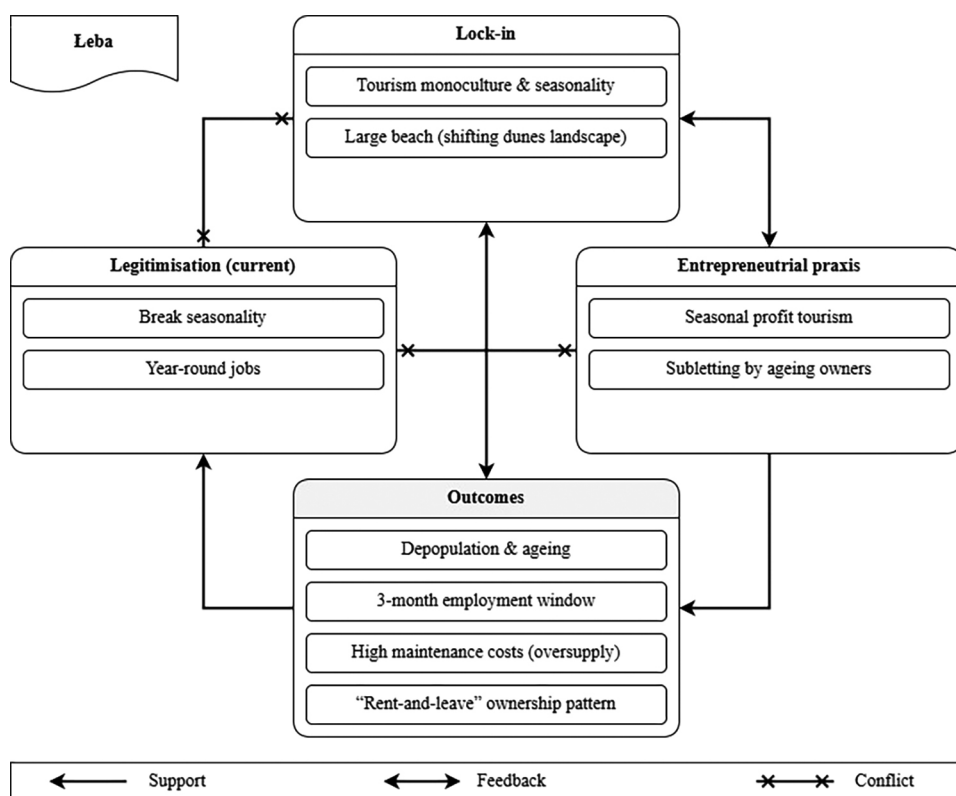 Łeba
Lock-in
Tourism monoculture & seasonality
Large beach (shifting dunes landscape)
Legitimisation (current)
Break seasonality
Year-round jobs
Entrepreneutrial praxis
Seasonal profit tourism
Subletting by ageing owners
Outcomes
Depopulation & ageing
3-month employment window
High maintenance costs (oversupply)
“Rent-and-leave” ownership pattern
Support
Feedback
Conflict